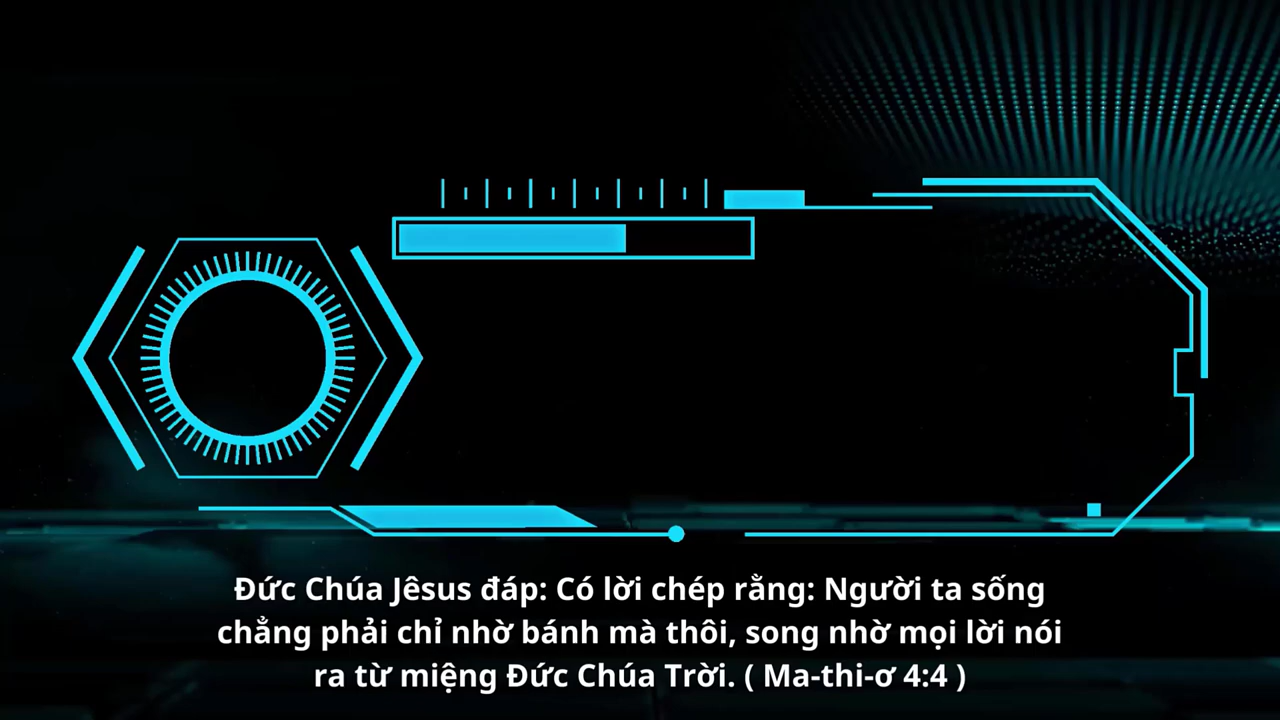 Đức Chúa Jêsus đáp: Có lời chép rằng: Người ta sống
chẳng phải chỉ nhờ bánh mà thôi, song nhờ mọi lời nói
ra từ miệng Đức Chúa Trời. ( Ma-thi-ơ 4:4 )